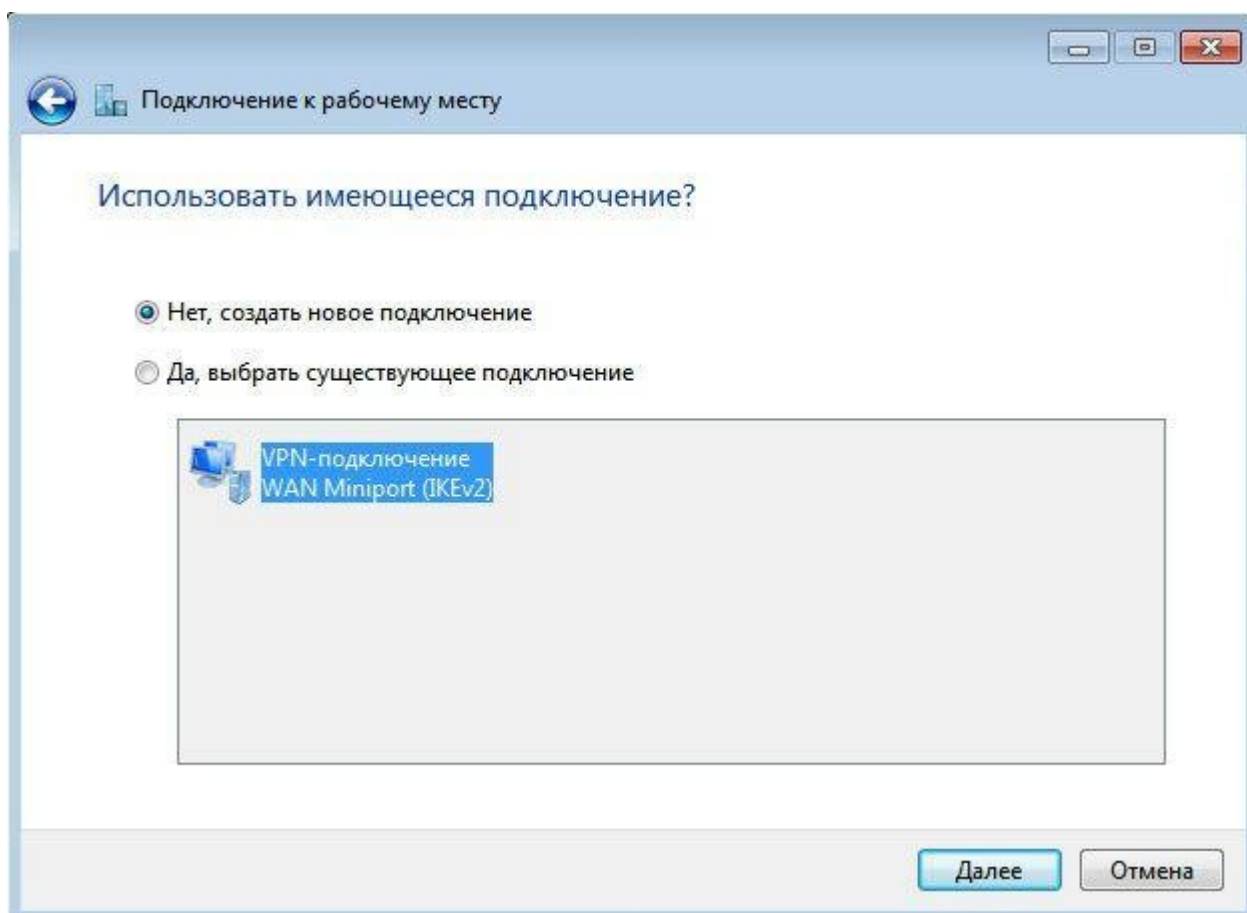 Подключение к рабочему месту
Использовать имеющееся подключение?
Нет, создать новое подключение
Да, выбрать существующее подключение
VPN-подключение
WAN Miniport (IKEv2)
Далее
Отмена